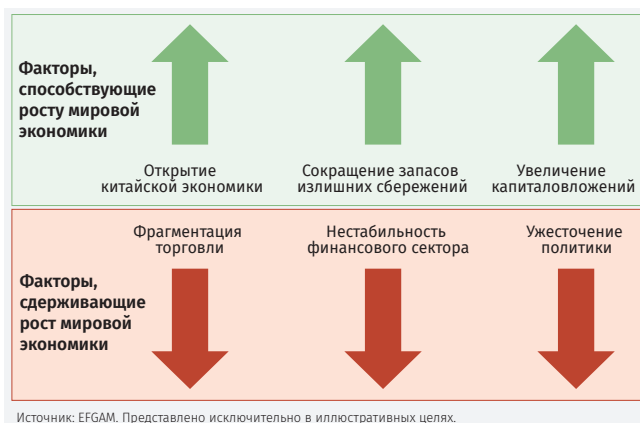 Факторы,
способствующие
росту мировой
экономики
Открытие
китайской экономики
Сокращение запасов
излишних сбережений
Увеличение
капиталовложений
Фрагментация
торговли
Нестабильность
финансового сектора
Ужесточение
политики
Факторы,
сдерживающие
рост мировой
экономики
Источник: EFGAM. Представлено исключительно в иллюстративных целях.